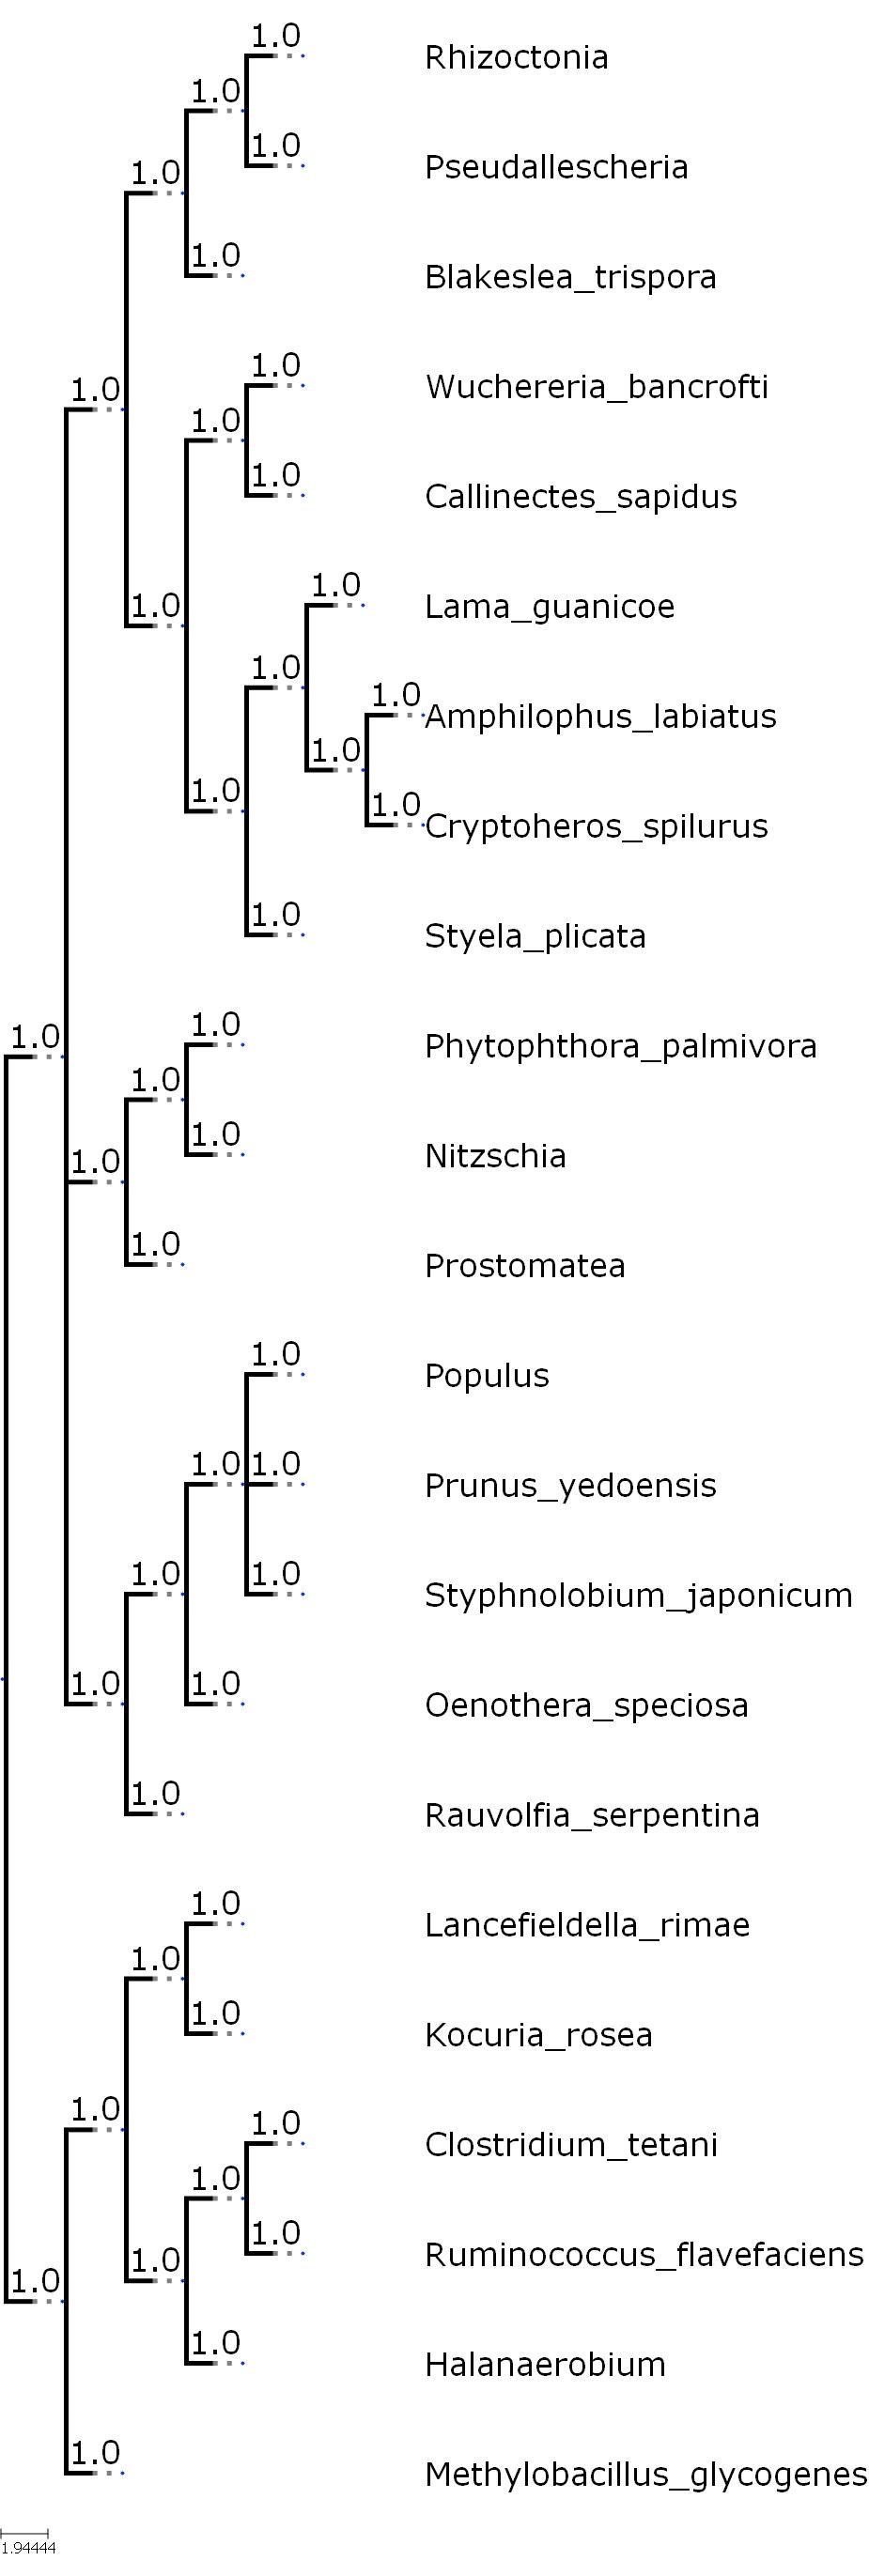 1.0
Rhizoctonia
1.0
1.0
Pseudallescheria
1.0
1.0
Blakeslea_trispora
1.0
Wuchereria_bancrofti
1.0
1.0
1.0
Callinectes_sapidus
1.0
Lama_guanicoe
1.0
1.0
1.0
Amphilophus_labiatus
1.0
1.0
1.0
Cryptoheros_spilurus
1.0
Styela_plicata
1.0
1.0
Phytophthora_palmivora
1.0
1.0
1.0
Nitzschia
1.0
Prostomatea
1.0
Populus
1.0 1.0
Prunus_yedoensis
1.0 1.0
Styphnolobium_japonicum
1.0 1.0
Oenothera_speciosa
1.0
Rauvolfia_serpentina
1.0
Lancefieldella_rimae
1.0
1.0
Kocuria_rosea
1.0 1.0
Clostridium_tetani
1.0
1.0
1.0
Ruminococcus_flavefaciens
1.0
1.0
Halanaerobium
1.0
Methylobacillus_glycogenes
1.94444